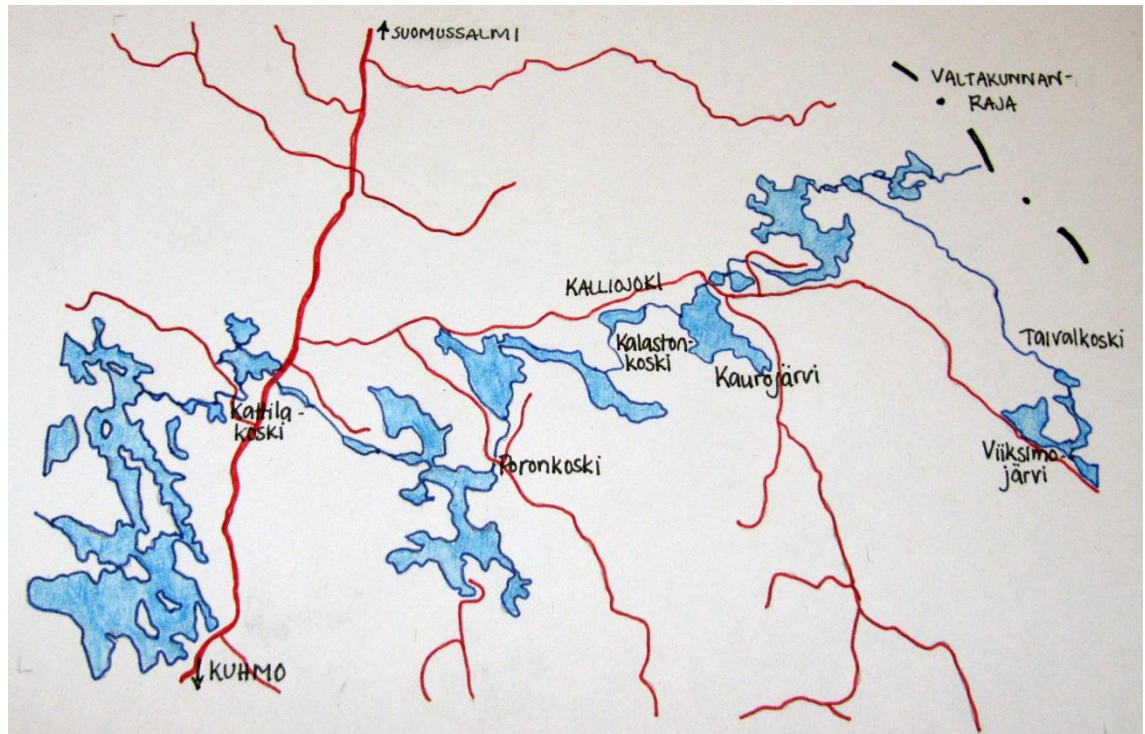 SUOMUSSALMI
VALTAKUNNAN-
RAJA
KALLIOJOKI
Kalaston-
koski
Kaurojärvi
Taivalkoski
Kattila-
koski
Poronkoski
Viiksimo-
järvi
KUHMO